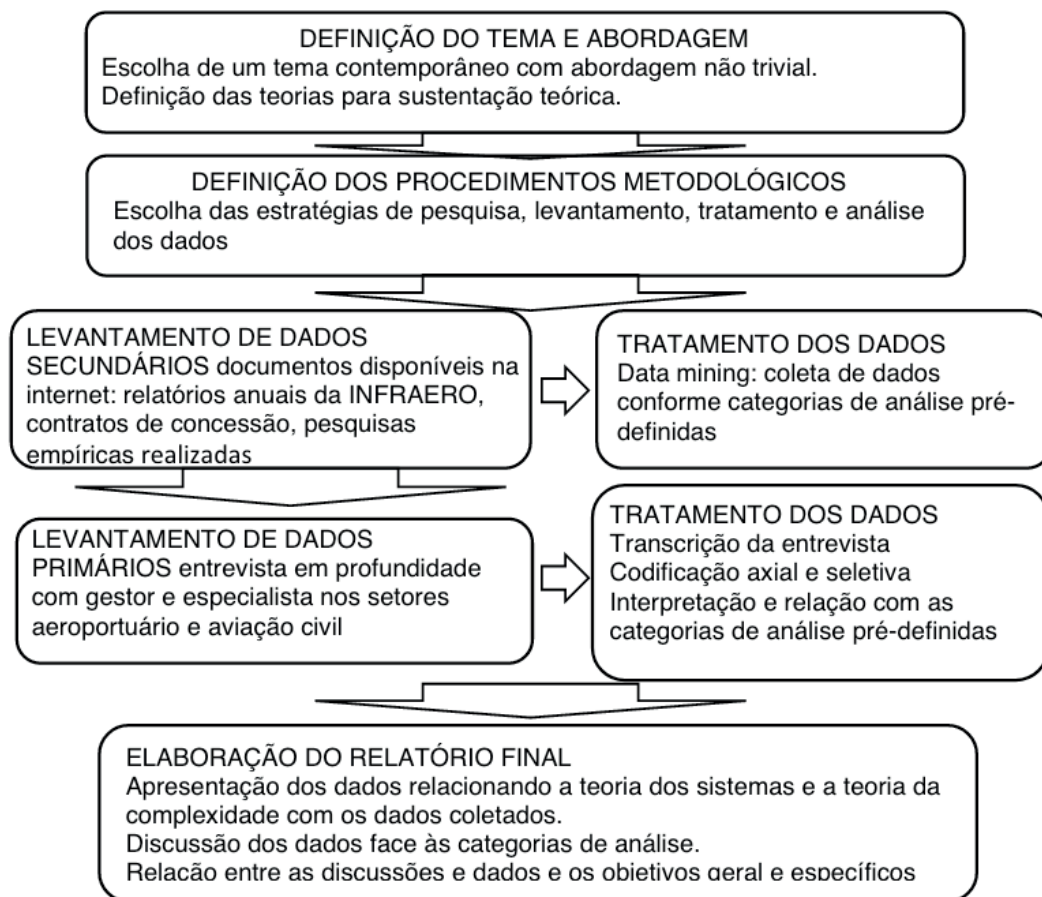 DEFINIÇÃO DO TEMA E ABORDAGEM
Escolha de um tema contemporâneo com abordagem não trivial.
Definição das teorias para sustentação teórica.
DEFINIÇÃO DOS PROCEDIMENTOS METODOLÓGICOS
Escolha das estratégias de pesquisa, levantamento, tratamento e análise
dos dados
LEVANTAMENTO DE DADOS
SECUNDÁRIOS documentos disponíveis na
internet: relatórios anuais da INFRAERO,
contratos de concessão, pesquisas
empíricas realizadas
TRATAMENTO DOS DADOS
Data mining: coleta de dados
conforme categorias de análise pré-
definidas
LEVANTAMENTO DE DADOS
PRIMÁRIOS entrevista em profundidade
com gestor e especialista nos setores
aeroportuário e aviação civil
TRATAMENTO DOS DADOS
Transcrição da entrevista
Codificação axial e seletiva
Interpretação e relação com as
categorias de análise pré-definidas
ELABORAÇÃO DO RELATÓRIO FINAL
Apresentação dos dados relacionando a teoria dos sistemas e a teoria da
complexidade com os dados coletados.
Discussão dos dados face às categorias de análise.
Relação entre as discussões e dados e os objetivos geral e específicos